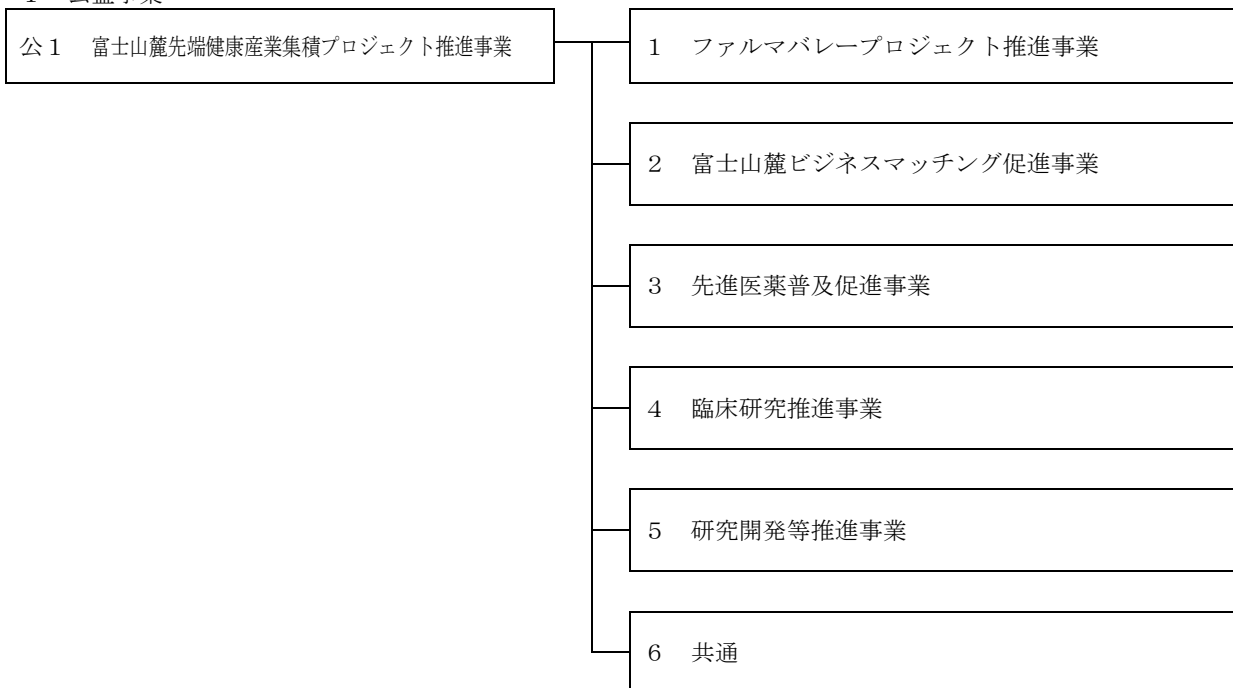 公１　富士山麓先端健康産業集積プロジェクト推進事業
１　ファルマバレープロジェクト推進事業
２　富士山麓ビジネスマッチング促進事業
３　先進医薬普及促進事業
４　臨床研究推進事業
５　研究開発等推進事業
６　共通